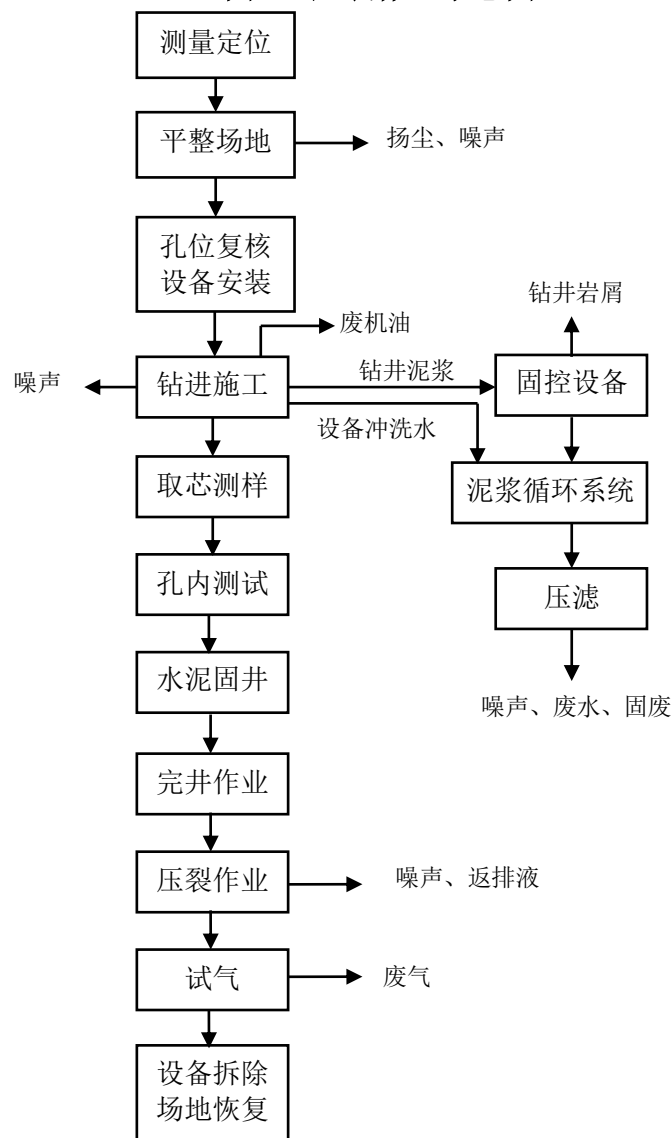 测量定位
平整场地
扬尘、噪声
孔位复核
设备安装
钻井岩屑
废机油
噪声
钻进施工
钻井泥浆
固控设备
设备冲洗水
取芯测样
泥浆循环系统
孔内测试
压滤
水泥固井
噪声、废水、固废
完井作业
压裂作业
噪声、返排液
试气
废气
设备拆除
场地恢复